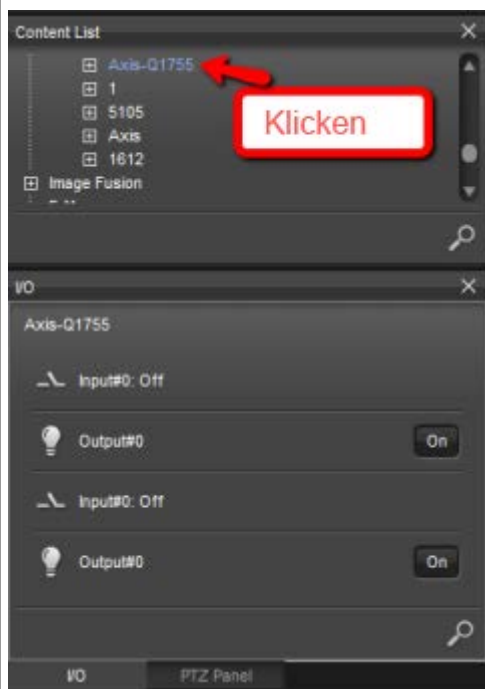 Content List
Axis-Q1755
1
5105
Axis
1612
Image Fusion
Klicken
I/O
Axis-Q1755
Input#0: Off
Output#0
On
Input#0: Off
Output#0
On
I/O
PTZ Panel